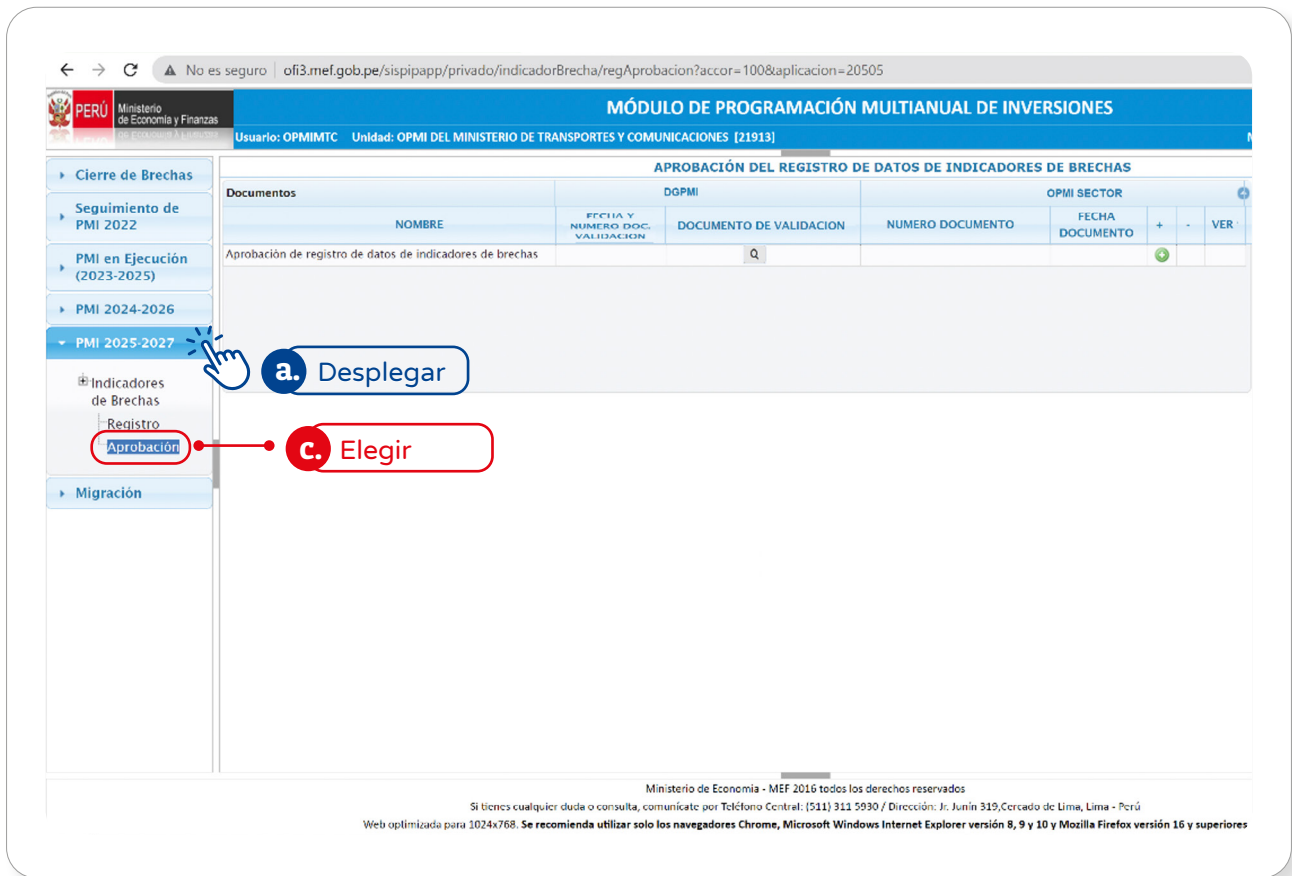 No es seguro ofi3.mef.gob.pe/sispipapp/privado/indicadorBrecha/regAprobacion?accor=100&aplicacion=20505
PERÚ Ministerio
de Economía y Finanzas
MÓDULO DE PROGRAMACIÓN MULTIANUAL DE INVERSIONES
Usuario: OPMIMTC Unidad: OPMI DEL MINISTERIO DE TRANSPORTES Y COMUNICACIONES [21913]
Cierre de Brechas
Seguimiento de
PMI 2022
PMI en Ejecución
(2023-2025)
PMI 2024-2026
PMI 2025-2027
Indicadores
de Brechas
Registro
Aprobación
Migración
APROBACIÓN DEL REGISTRO DE DATOS DE INDICADORES DE BRECHAS
Documentos DGPMI OPMI SECTOR
NOMBRE
FECHA Y
NUMERO DOC.
VALIDACION
DOCUMENTO DE VALIDACION
NUMERO DOCUMENTO
FECHA
DOCUMENTO
+ - VER
Aprobación de registro de datos de indicadores de brechas
a. Desplegar
c. Elegir
Ministerio de Economia - MEF 2016 todos los derechos reservados
Si tienes cualquier duda o consulta, comunícate por Teléfono Central: (511) 311 5930 / Dirección: Jr. Junín 319,Cercado de Lima, Lima - Perú
Web optimizada para 1024x768. Se recomienda utilizar solo los navegadores Chrome, Microsoft Windows Internet Explorer versión 8, 9 y 10 y Mozilla Firefox versión 16 y superiores